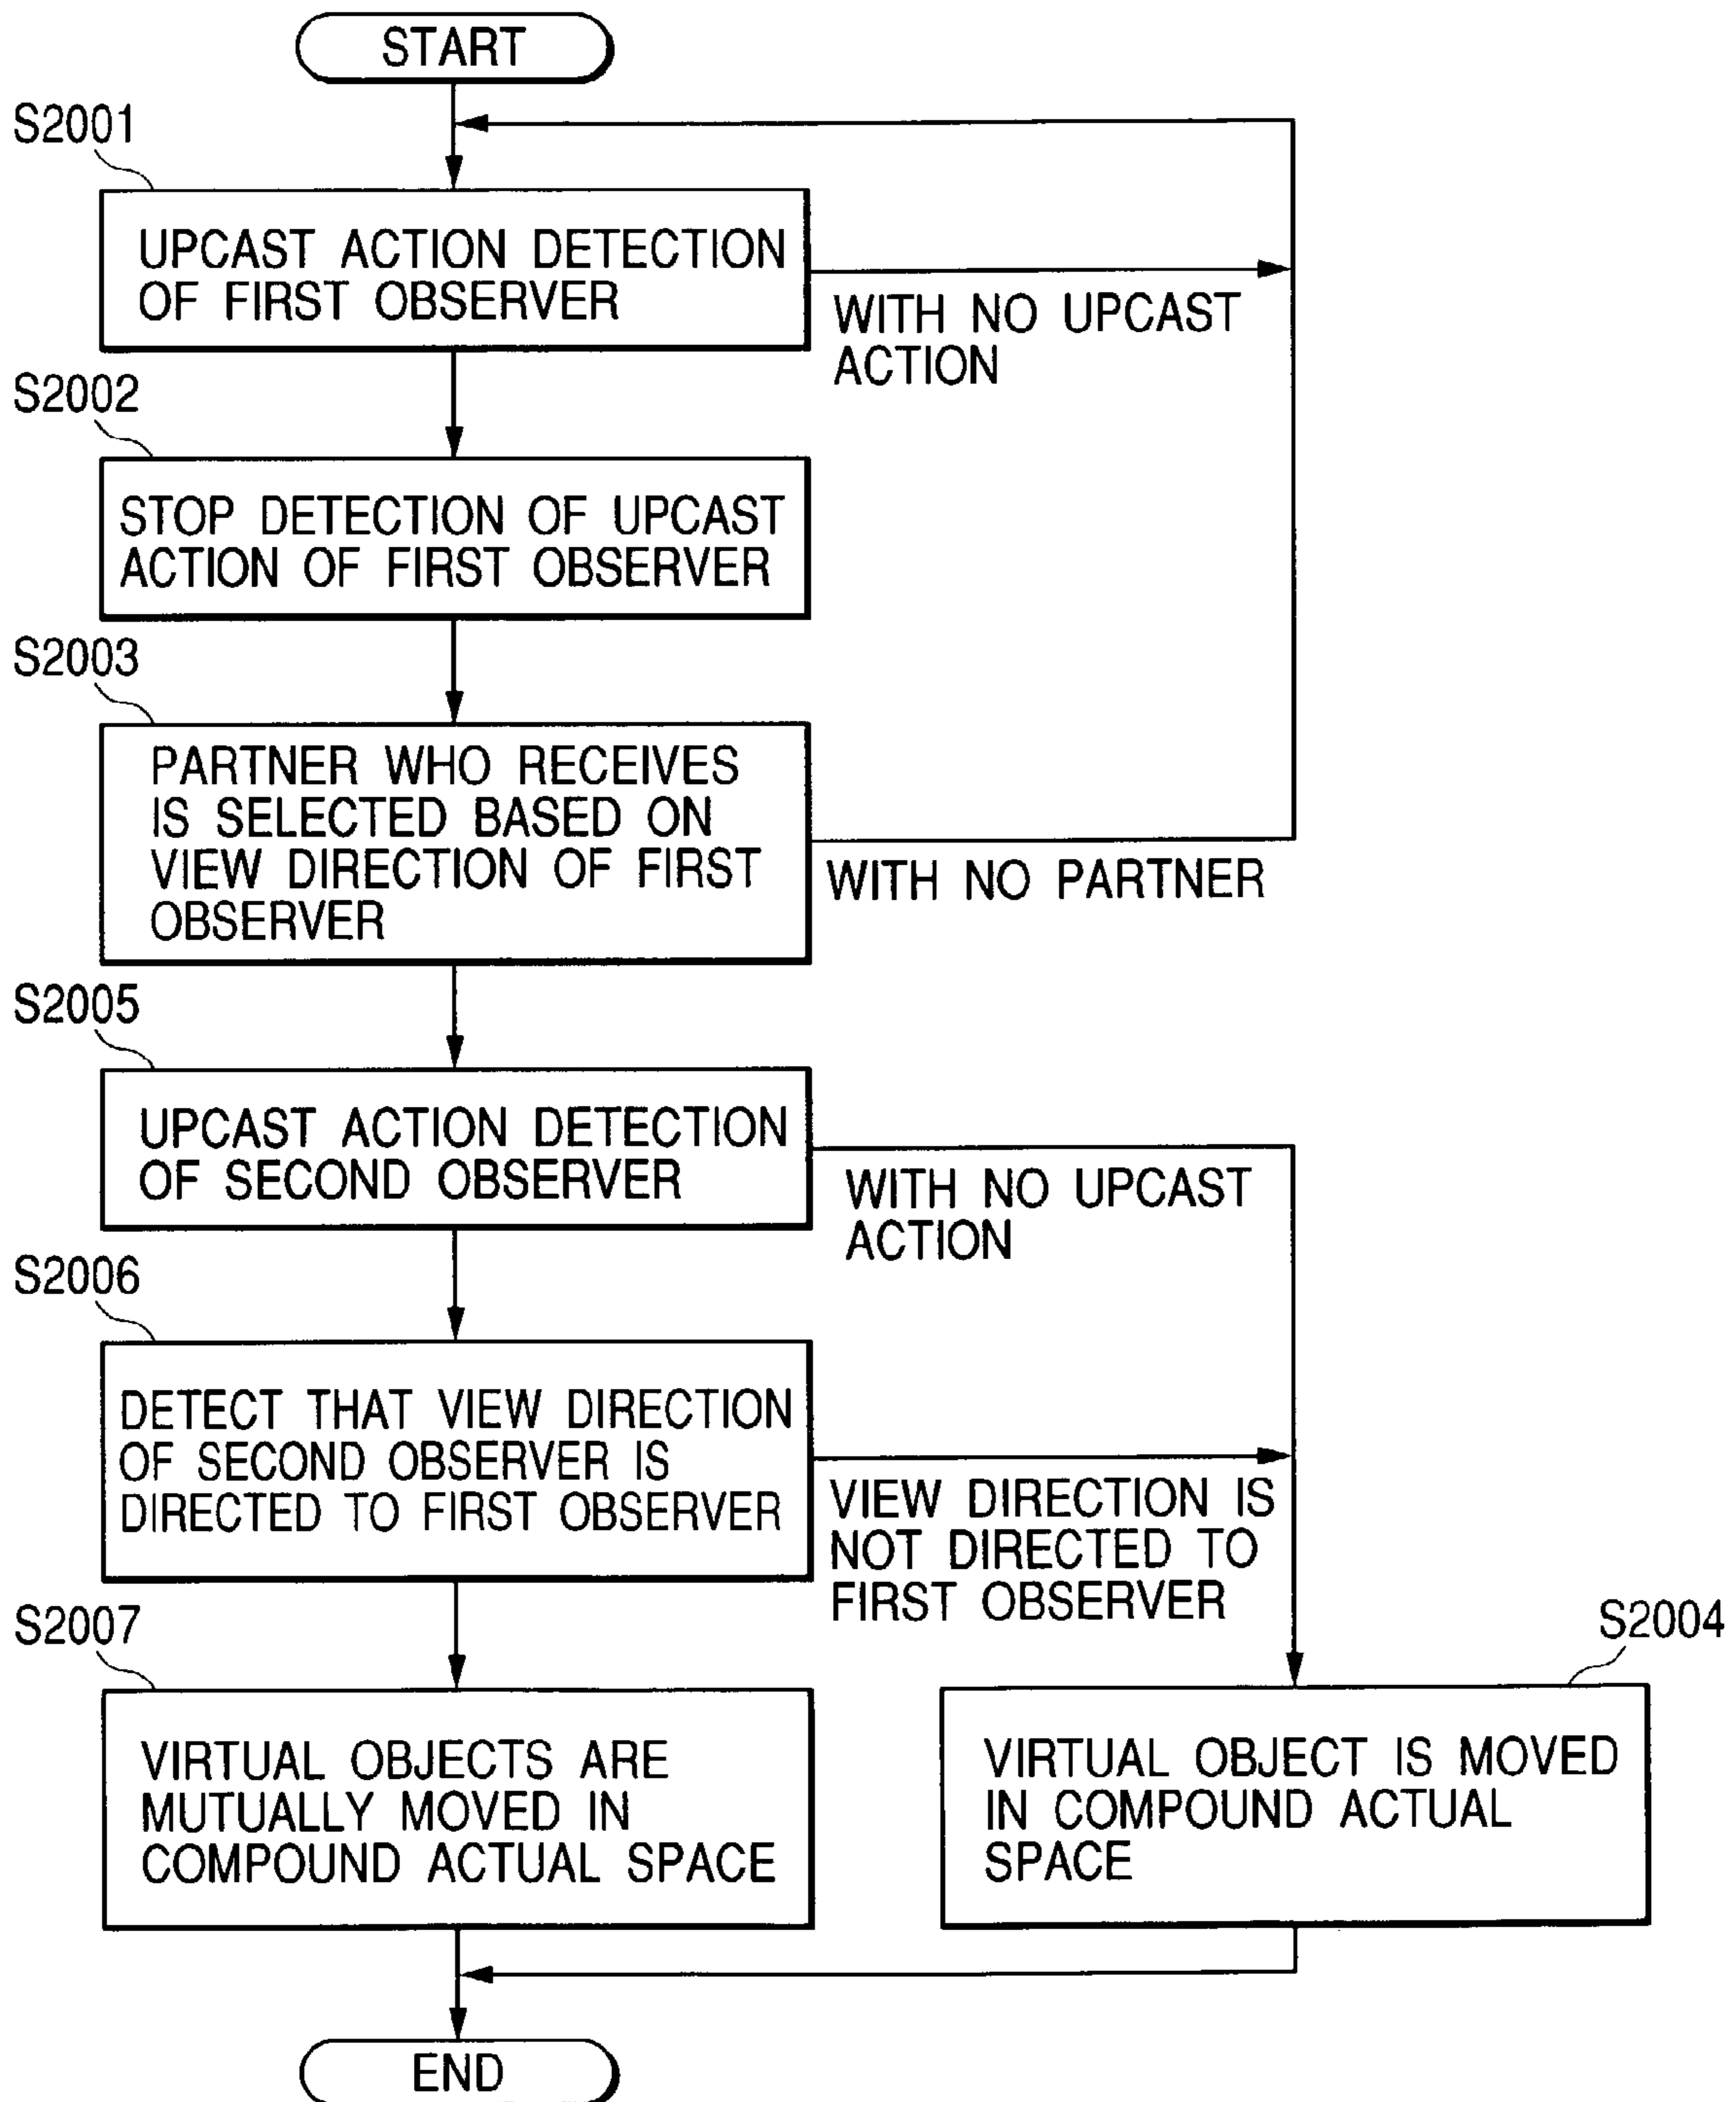 START
S2001
UPCAST ACTION DETECTION
OF FIRST OBSERVER
WITH NO UPCAST
ACTION
S2002
STOP DETECTION OF UPCAST
ACTION OF FIRST OBSERVER
S2003
PARTNER WHO RECEIVES
IS SELECTED BASED ON
VIEW DIRECTION OF FIRST
OBSERVER
WITH NO PARTNER
S2005
UPCAST ACTION DETECTION
OF SECOND OBSERVER
WITH NO UPCAST
ACTION
S2006
DETECT THAT VIEW DIRECTION
OF SECOND OBSERVER IS
DIRECTED TO FIRST OBSERVER
VIEW DIRECTION IS
NOT DIRECTED TO
FIRST OBSERVER
S2007
VIRTUAL OBJECTS ARE
MUTUALLY MOVED IN
COMPOUND ACTUAL SPACE
S2004
VIRTUAL OBJECT IS MOVED
IN COMPOUND ACTUAL
SPACE
END